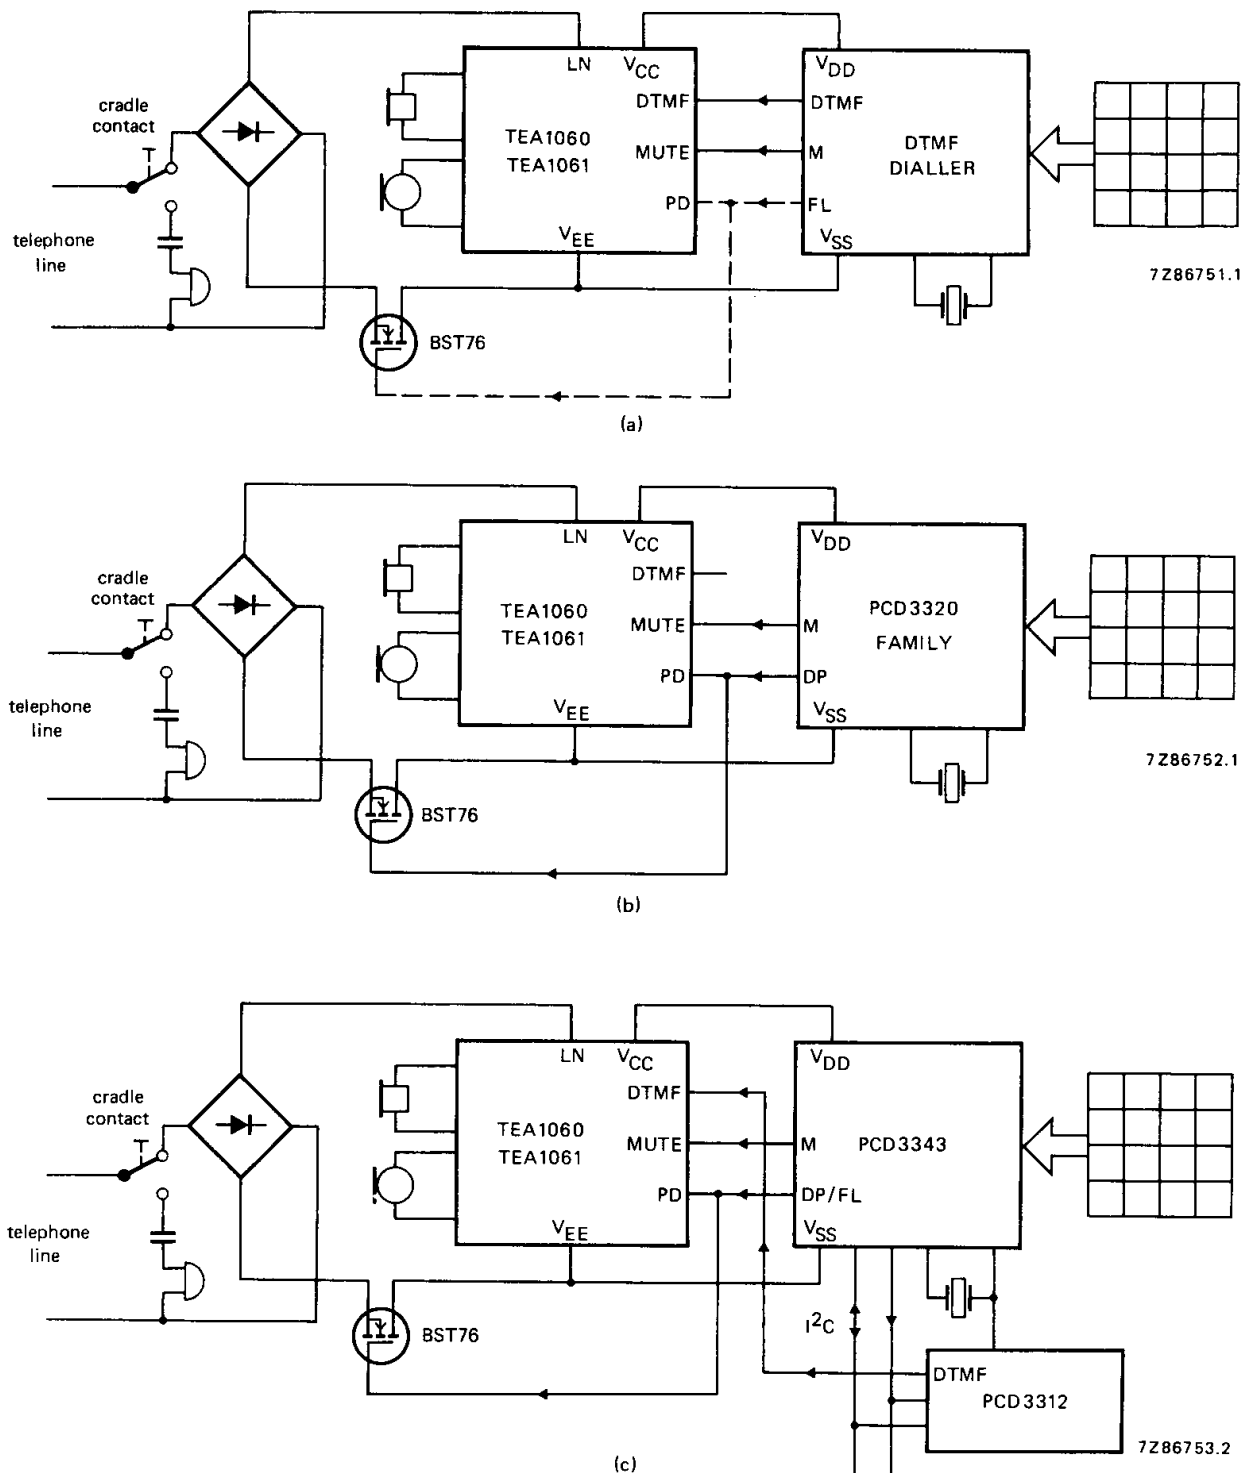 LN
VCC
VDD
cradle
contact
DTMF
DTMF
TEA1060
TEA1061
MUTE
M
DTMF
DIALLER
PD
FL
VEE
VSS
telephone
line
7Z86751.1
BST76
(a)
LN
VCC
VDD
cradle
contact
DTMF
TEA1060
TEA1061
MUTE
M
PCD3320
FAMILY
PD
DP
VEE
VSS
telephone
line
7Z86752.1
BST76
(b)
LN
VCC
VDD
cradle
contact
DTMF
TEA1060
TEA1061
MUTE
M
PCD3343
PD
DP/FL
VEE
VSS
telephone
line
I²C
BST76
DTMF
PCD3312
7Z86753.2
(c)